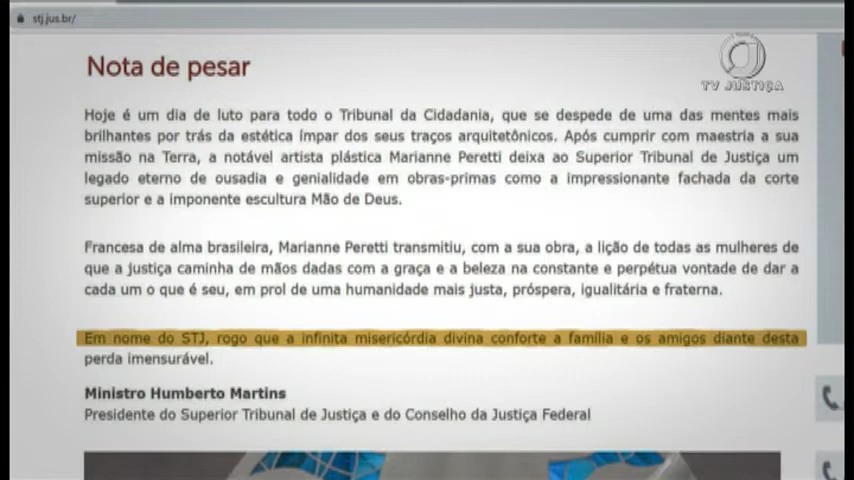 stj.jus.br/
TV JUSTIÇA
Nota de pesar
Hoje é um dia de luto para todo o Tribunal da Cidadania, que se despede de uma das mentes mais
brilhantes por trás da estética ímpar dos seus traços arquitetônicos. Após cumprir com maestria a sua
missão na Terra, a notável artista plástica Marianne Peretti deixa ao Superior Tribunal de Justiça um
legado eterno de ousadia e genialidade em obras-primas como a impressionante fachada da corte
superior e a imponente escultura Mão de Deus.
Francesa de alma brasileira, Marianne Peretti transmitiu, com a sua obra, a lição de todas as mulheres de
que a justiça caminha de mãos dadas com a graça e a beleza na constante e perpétua vontade de dar a
cada um o que é seu, em prol de uma humanidade mais justa, próspera, igualitária e fraterna.
Em nome do STJ, rogo que a infinita misericórdia divina conforte a família e os amigos diante desta
perda imensurável.
Ministro Humberto Martins
Presidente do Superior Tribunal de Justiça e do Conselho da Justiça Federal